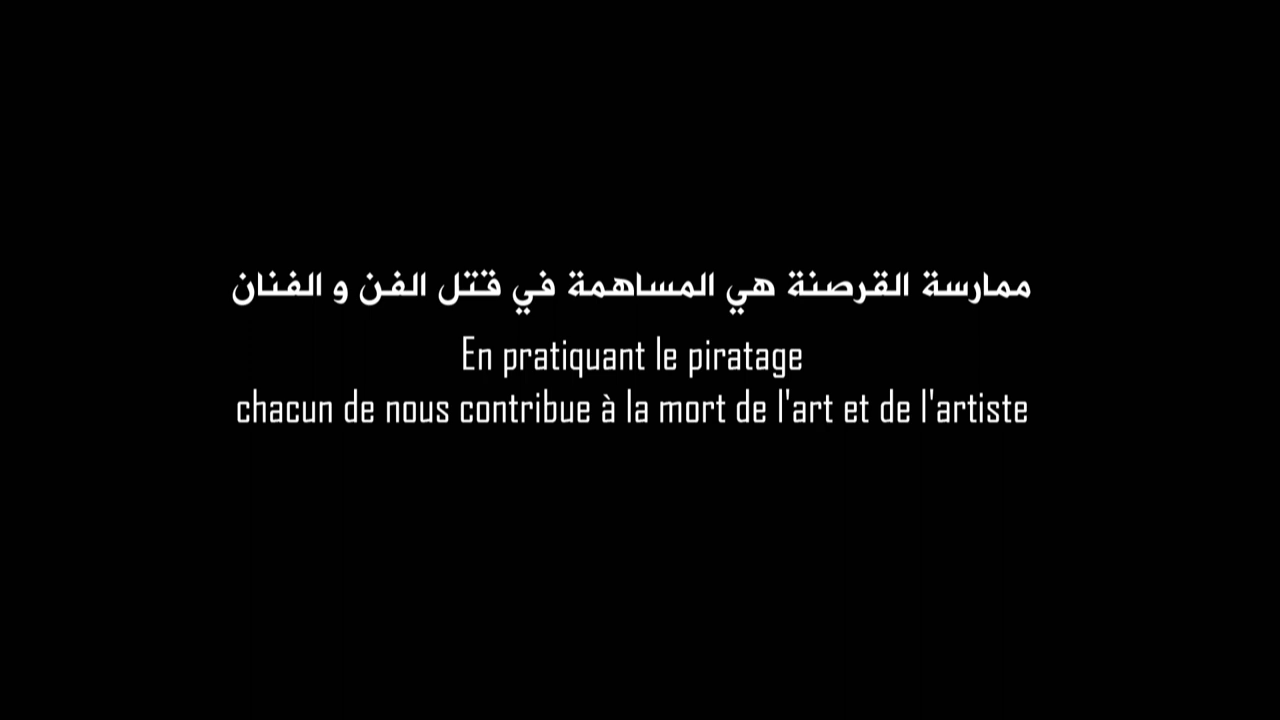 ممارسة القرصنة هي المساهمة في قتل الفن و الفنان
En pratiquant le piratage
chacun de nous contribue à la mort de l'art et de l'artiste